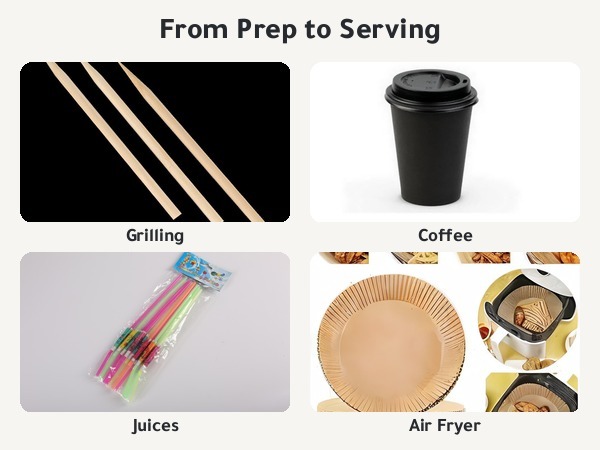 From Prep to Serving
Grilling
Coffee
Juices
Air Fryer